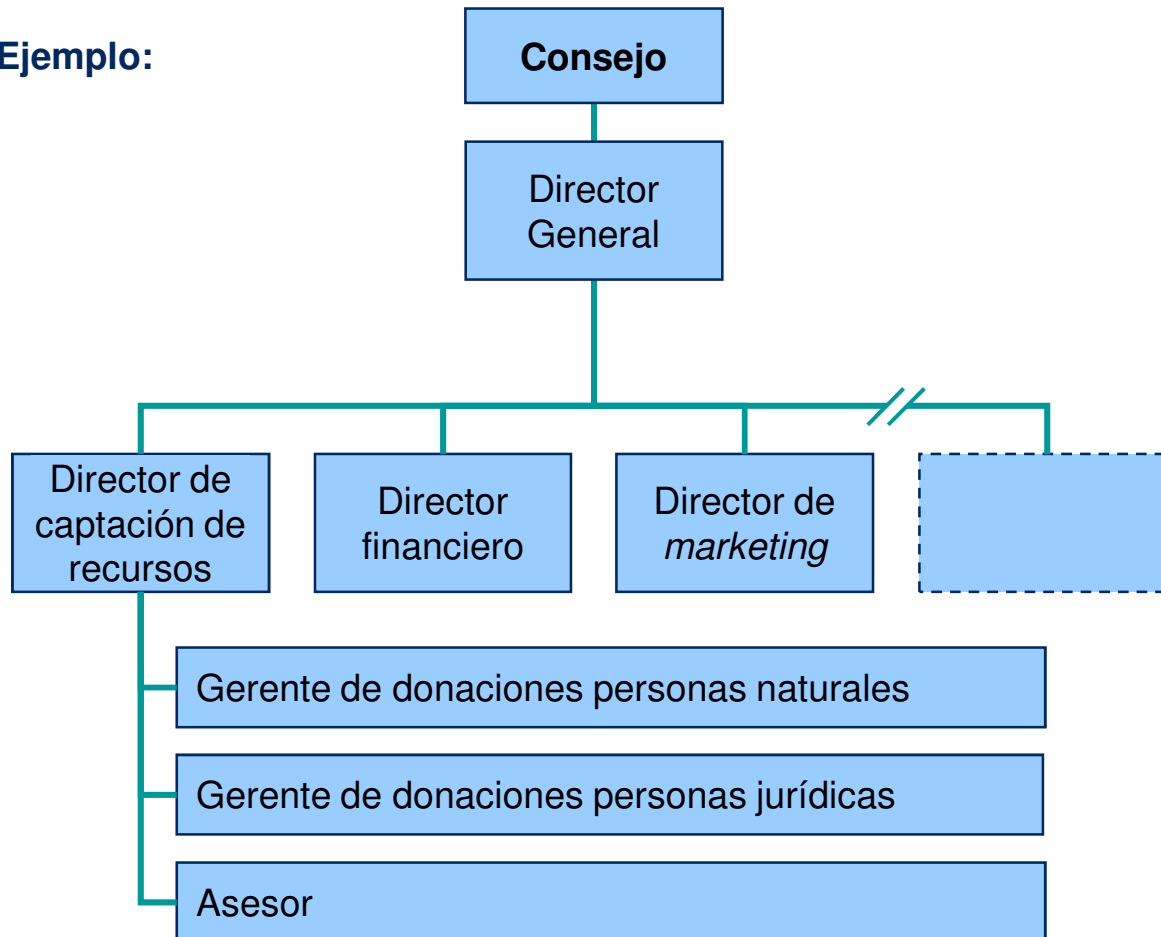 Ejemplo:
Consejo
Director
General
Director de
captación de
recursos
Director
financiero
Director de
marketing
Gerente de donaciones personas naturales
Gerente de donaciones personas jurídicas
Asesor